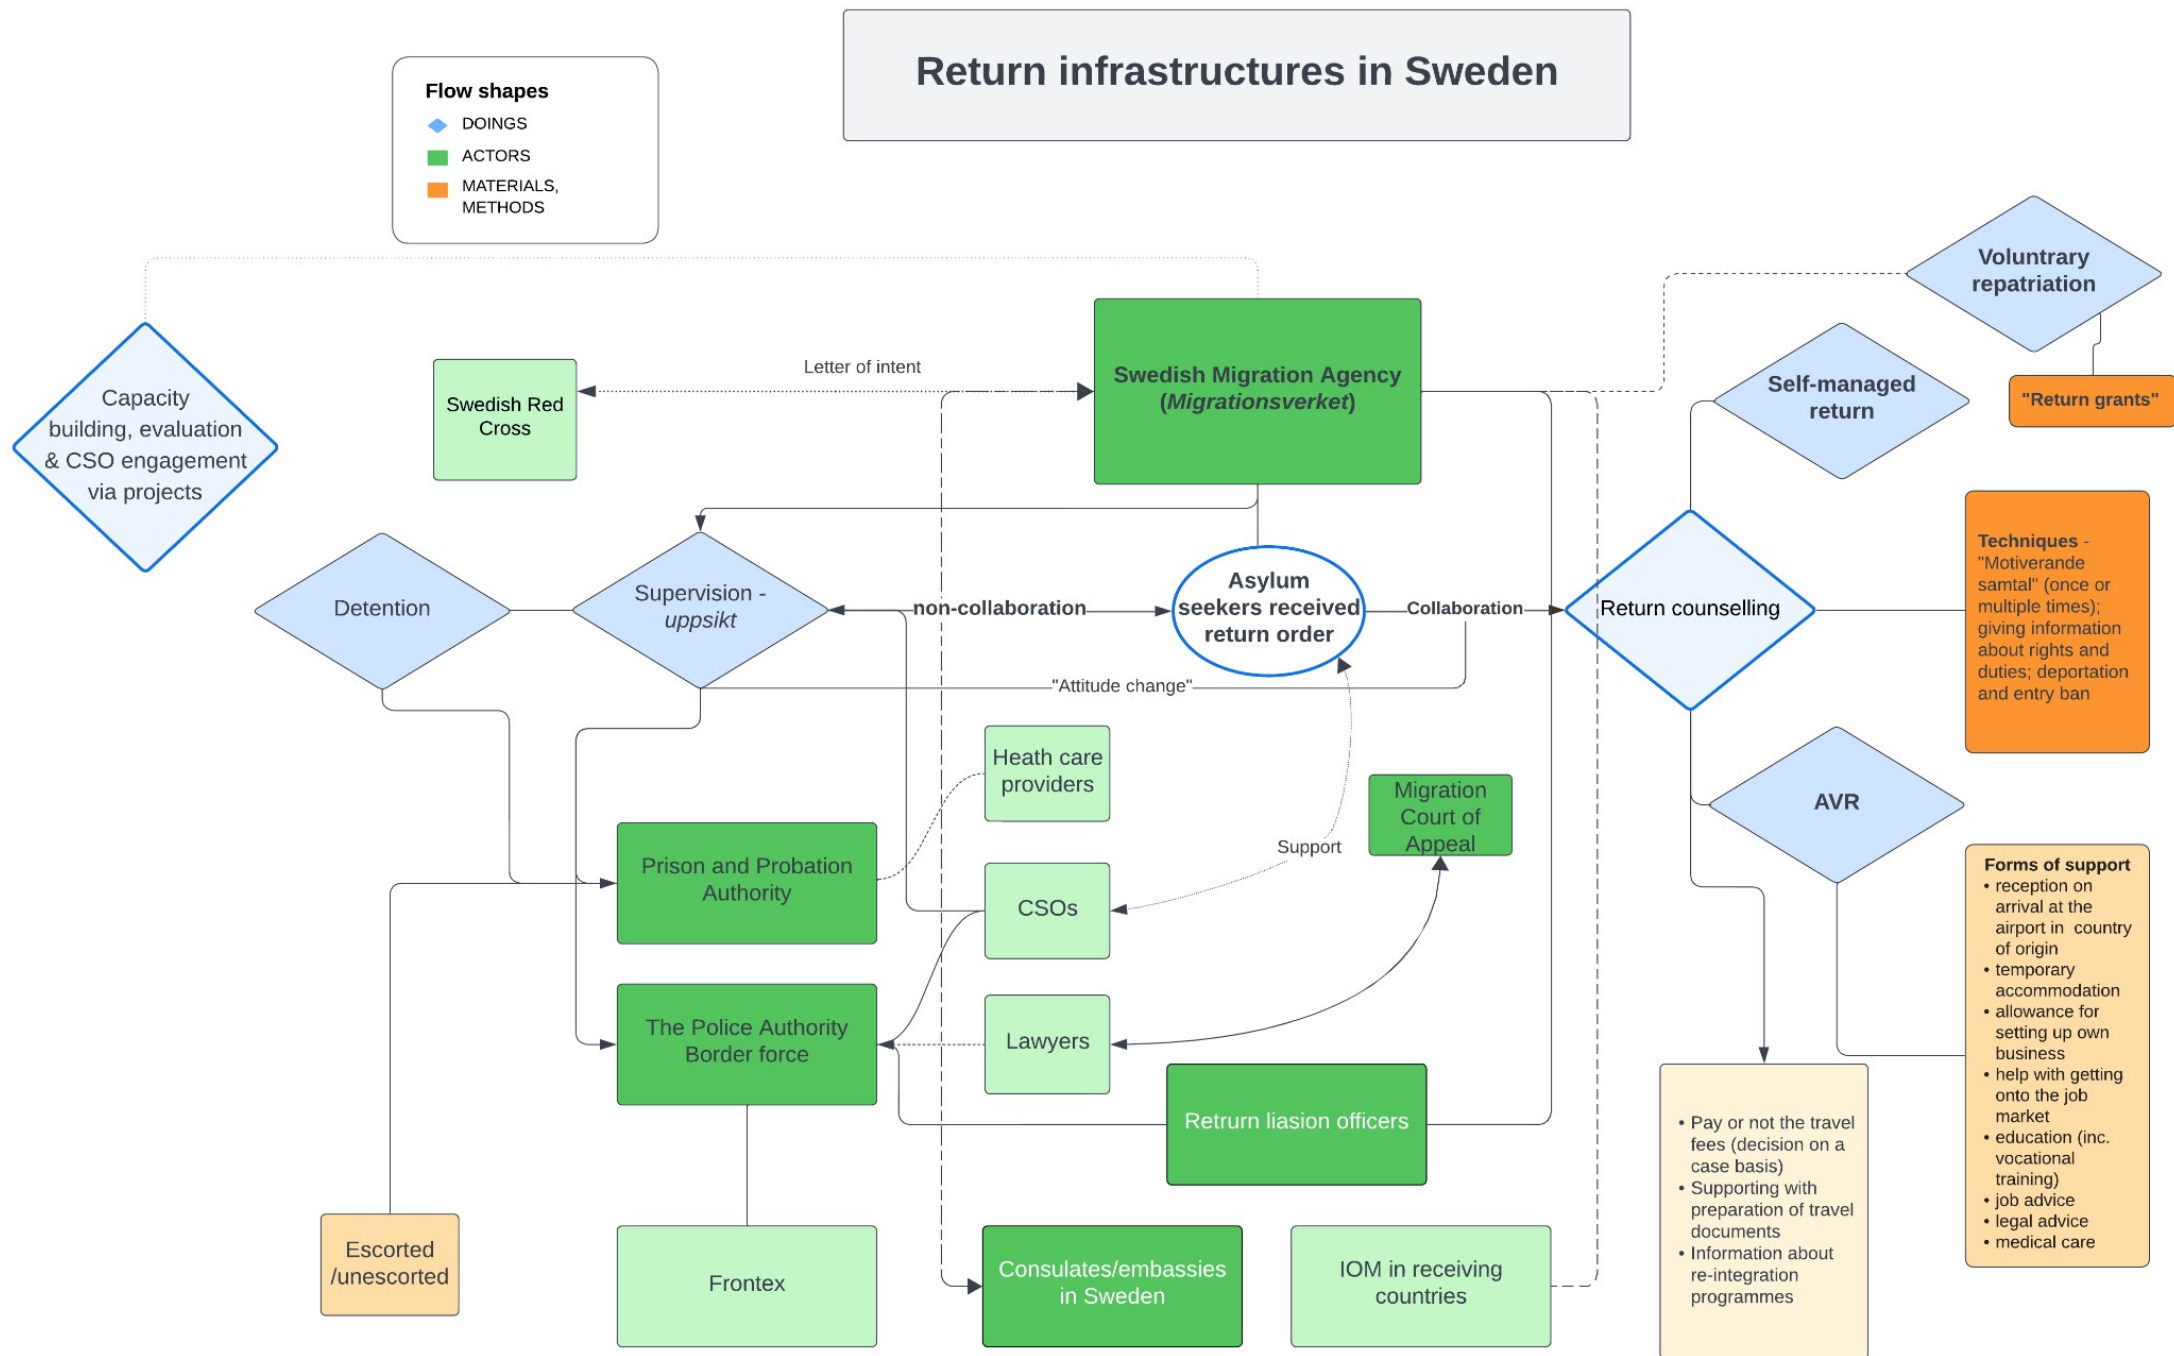 Return infrastructures in Sweden
Flow shapes
DOINGS
ACTORS
MATERIALS,
METHODS
Voluntrary
repatriation
"Return grants"
Self-managed
return
Swedish Migration Agency
(Migrationsverket)
Letter of intent
Swedish Red
Cross
Capacity
building, evaluation
& CSO engagement
via projects
Detention
Supervision -
uppsikt
non-collaboration
Asylum
seekers received
return order
Collaboration
Return counselling
Techniques -
"Motiverande
samtal" (once or
multiple times);
giving information
about rights and
duties; deportation
and entry ban
"Attitude change"
Heath care
providers
Migration
Court of
Appeal
AVR
Support
Prison and Probation
Authority
CSOs
Forms of support
• reception on
arrival at the
airport in  country
of origin
• temporary
accommodation
• allowance for
setting up own
business
• help with getting
onto the job
market
• education (inc.
vocational
training)
• job advice
• legal advice
• medical care
The Police Authority
Border force
Lawyers
Retrurn liasion officers
• Pay or not the travel
fees (decision on a
case basis)
• Supporting with
preparation of travel
documents
• Information about
re-integration
programmes
Escorted
/unescorted
Frontex
Consulates/embassies
in Sweden
IOM in receiving
countries